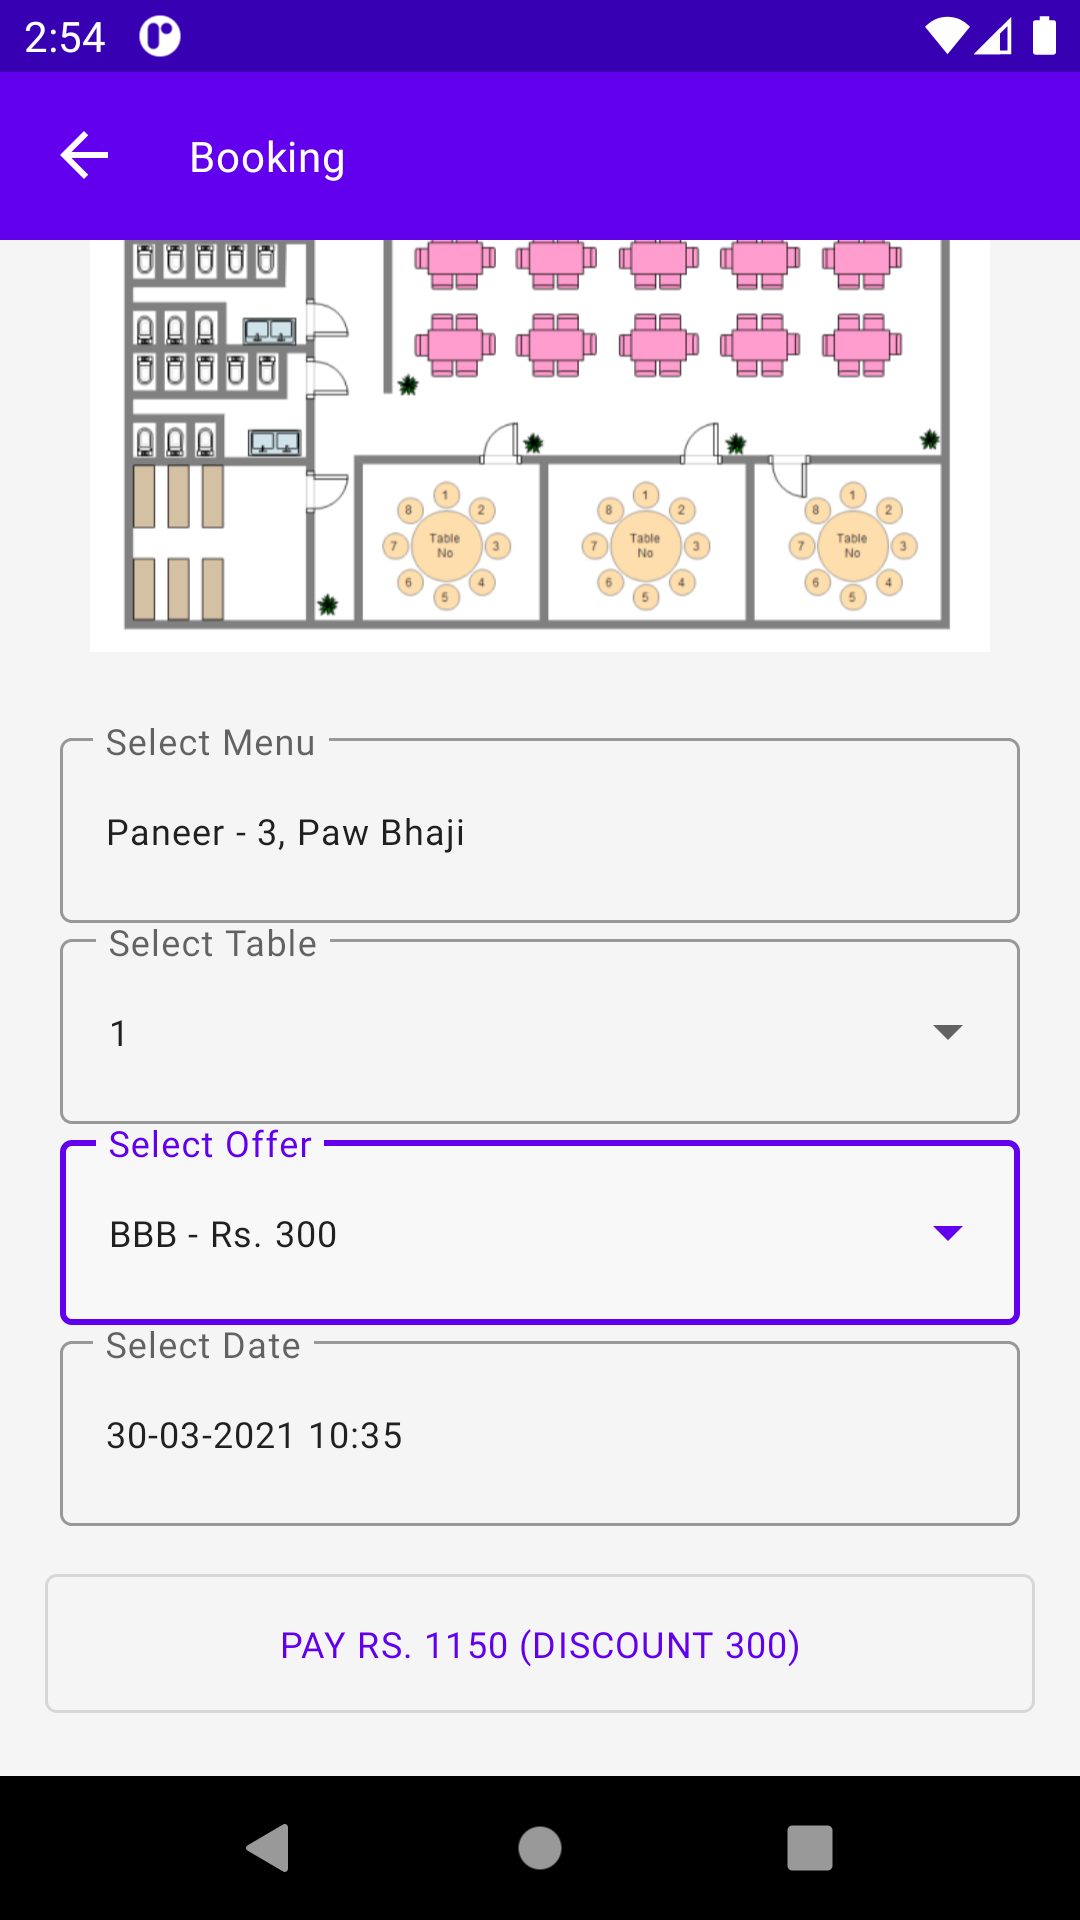 2:54
Booking
1
8 2
7 Table No 3
6 4
5
1
8 2
7 Table No 3
6 4
5
1
8 2
7 Table No 3
6 4
5
Select Menu
Paneer - 3, Paw Bhaji
Select Table
1
Select Offer
BBB - Rs. 300
Select Date
30-03-2021 10:35
PAY RS. 1150 (DISCOUNT 300)